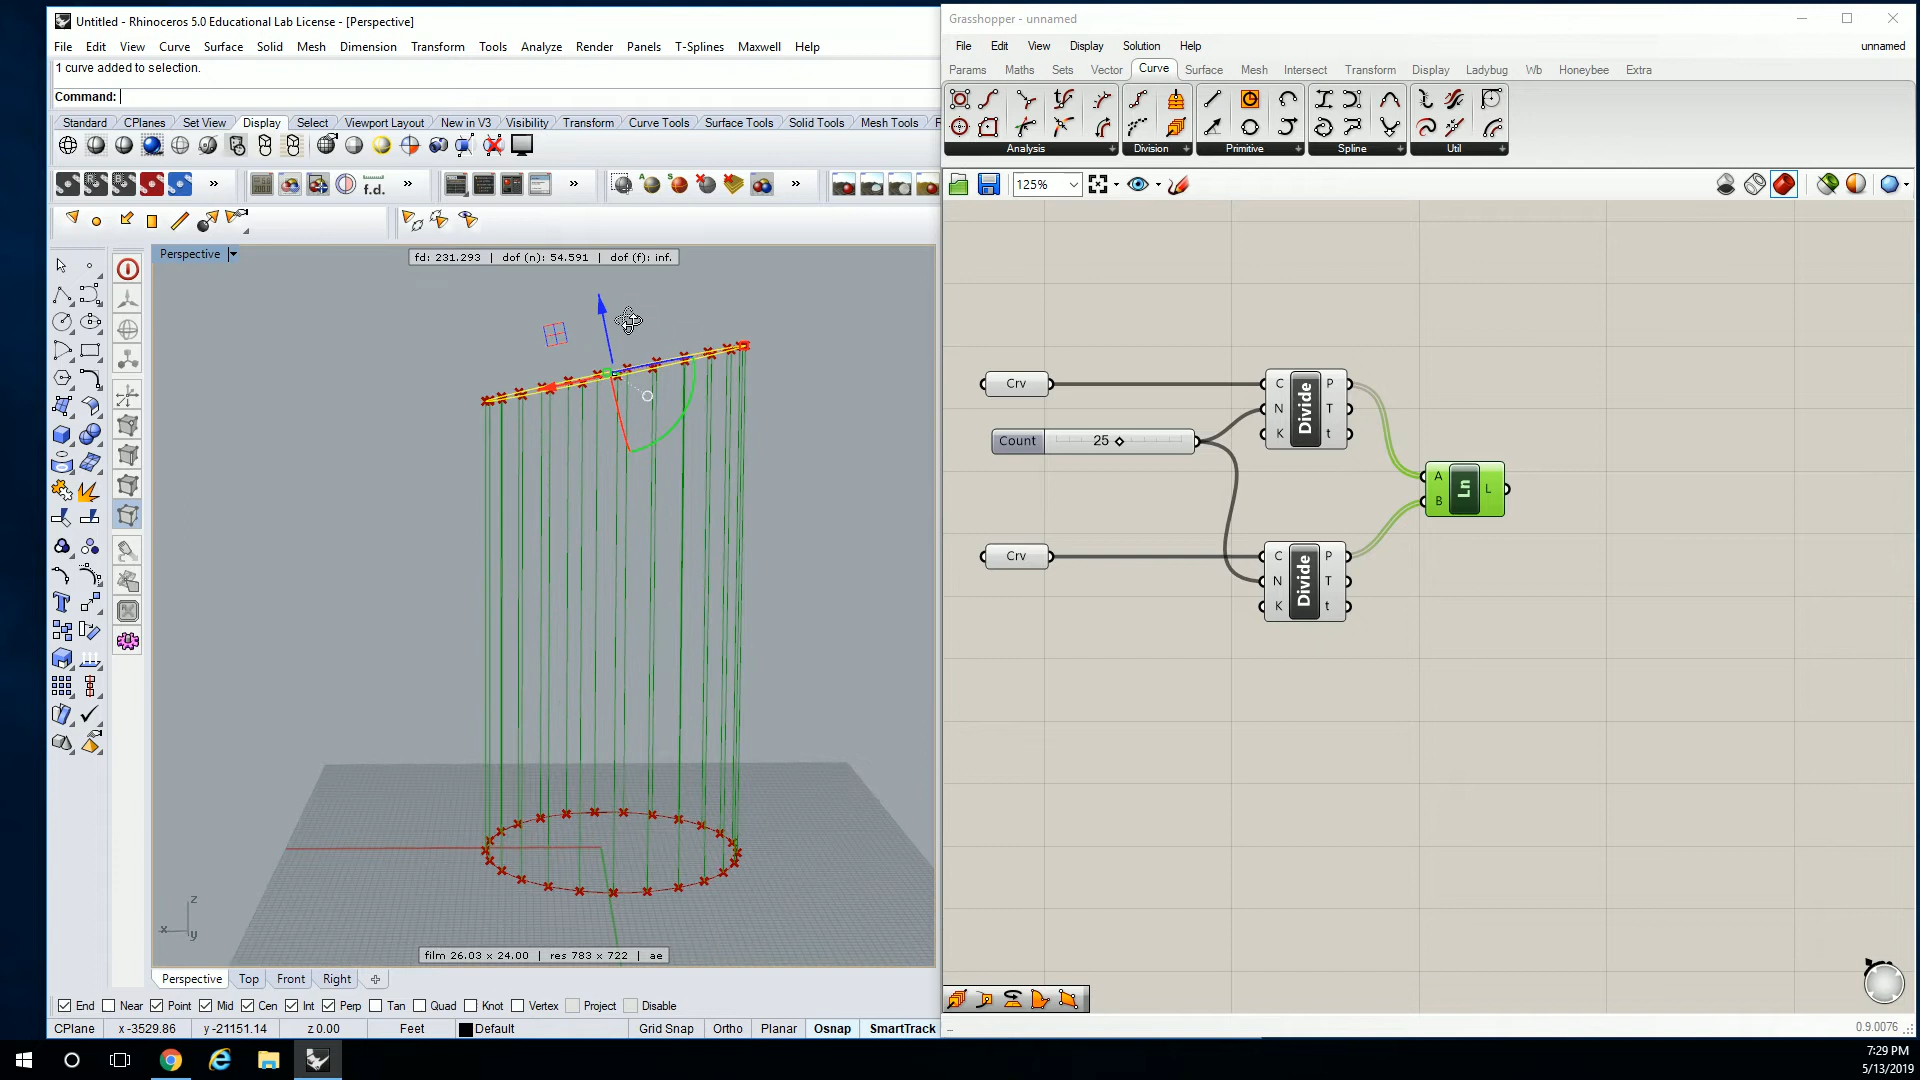 Untitled - Rhinoceros 5.0 Educational Lab License - [Perspective]
File Edit View Curve Surface Solid Mesh Dimension Transform Tools Analyze Render Panels T-Splines Maxwell Help
1 curve added to selection.
Command:
Standard CPlanes Set View Display Select Viewport Layout New in V3 Visibility Transform Curve Tools Surface Tools Solid Tools Mesh Tools
f.d.
Perspective
fd: 231.293 | dof (n): 54.591 | dof (f): inf.
z
x
y
film 26.03 x 24.00 | res 783 x 722 | ae
Perspective Top Front Right
End Near Point Mid Cen Int Perp Tan Quad Knot Vertex Project Disable
CPlane x -3529.86 y -21151.14 z 0.00 Feet Default Grid Snap Ortho Planar Osnap SmartTrack
Grasshopper - unnamed
File Edit View Display Solution Help unnamed
Params Maths Sets Vector Curve Surface Mesh Intersect Transform Display Ladybug Wb Honeybee Extra
Analysis Division Primitive Spline Util
125%
Crv
C N K Divide P T t
Count 25
A B Ln L
Crv
C N K Divide P T t
0.9.0076
7:29 PM
5/13/2019